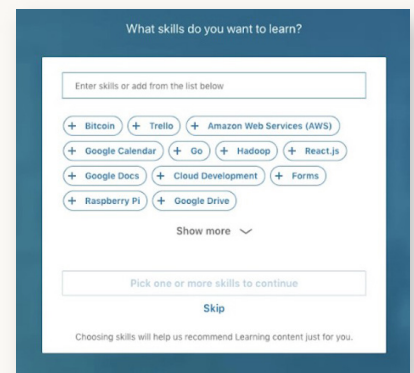 What skills do you want to learn?
Enter skills or add from the list below
+ Bitcoin + Trello + Amazon Web Services (AWS)
+ Google Calendar + Go + Hadoop + React.js
+ Google Docs + Cloud Development + Forms
+ Raspberry Pi + Google Drive
Show more
Pick one or more skills to continue
Skip
Choosing skills will help us recommend Learning content just for you.